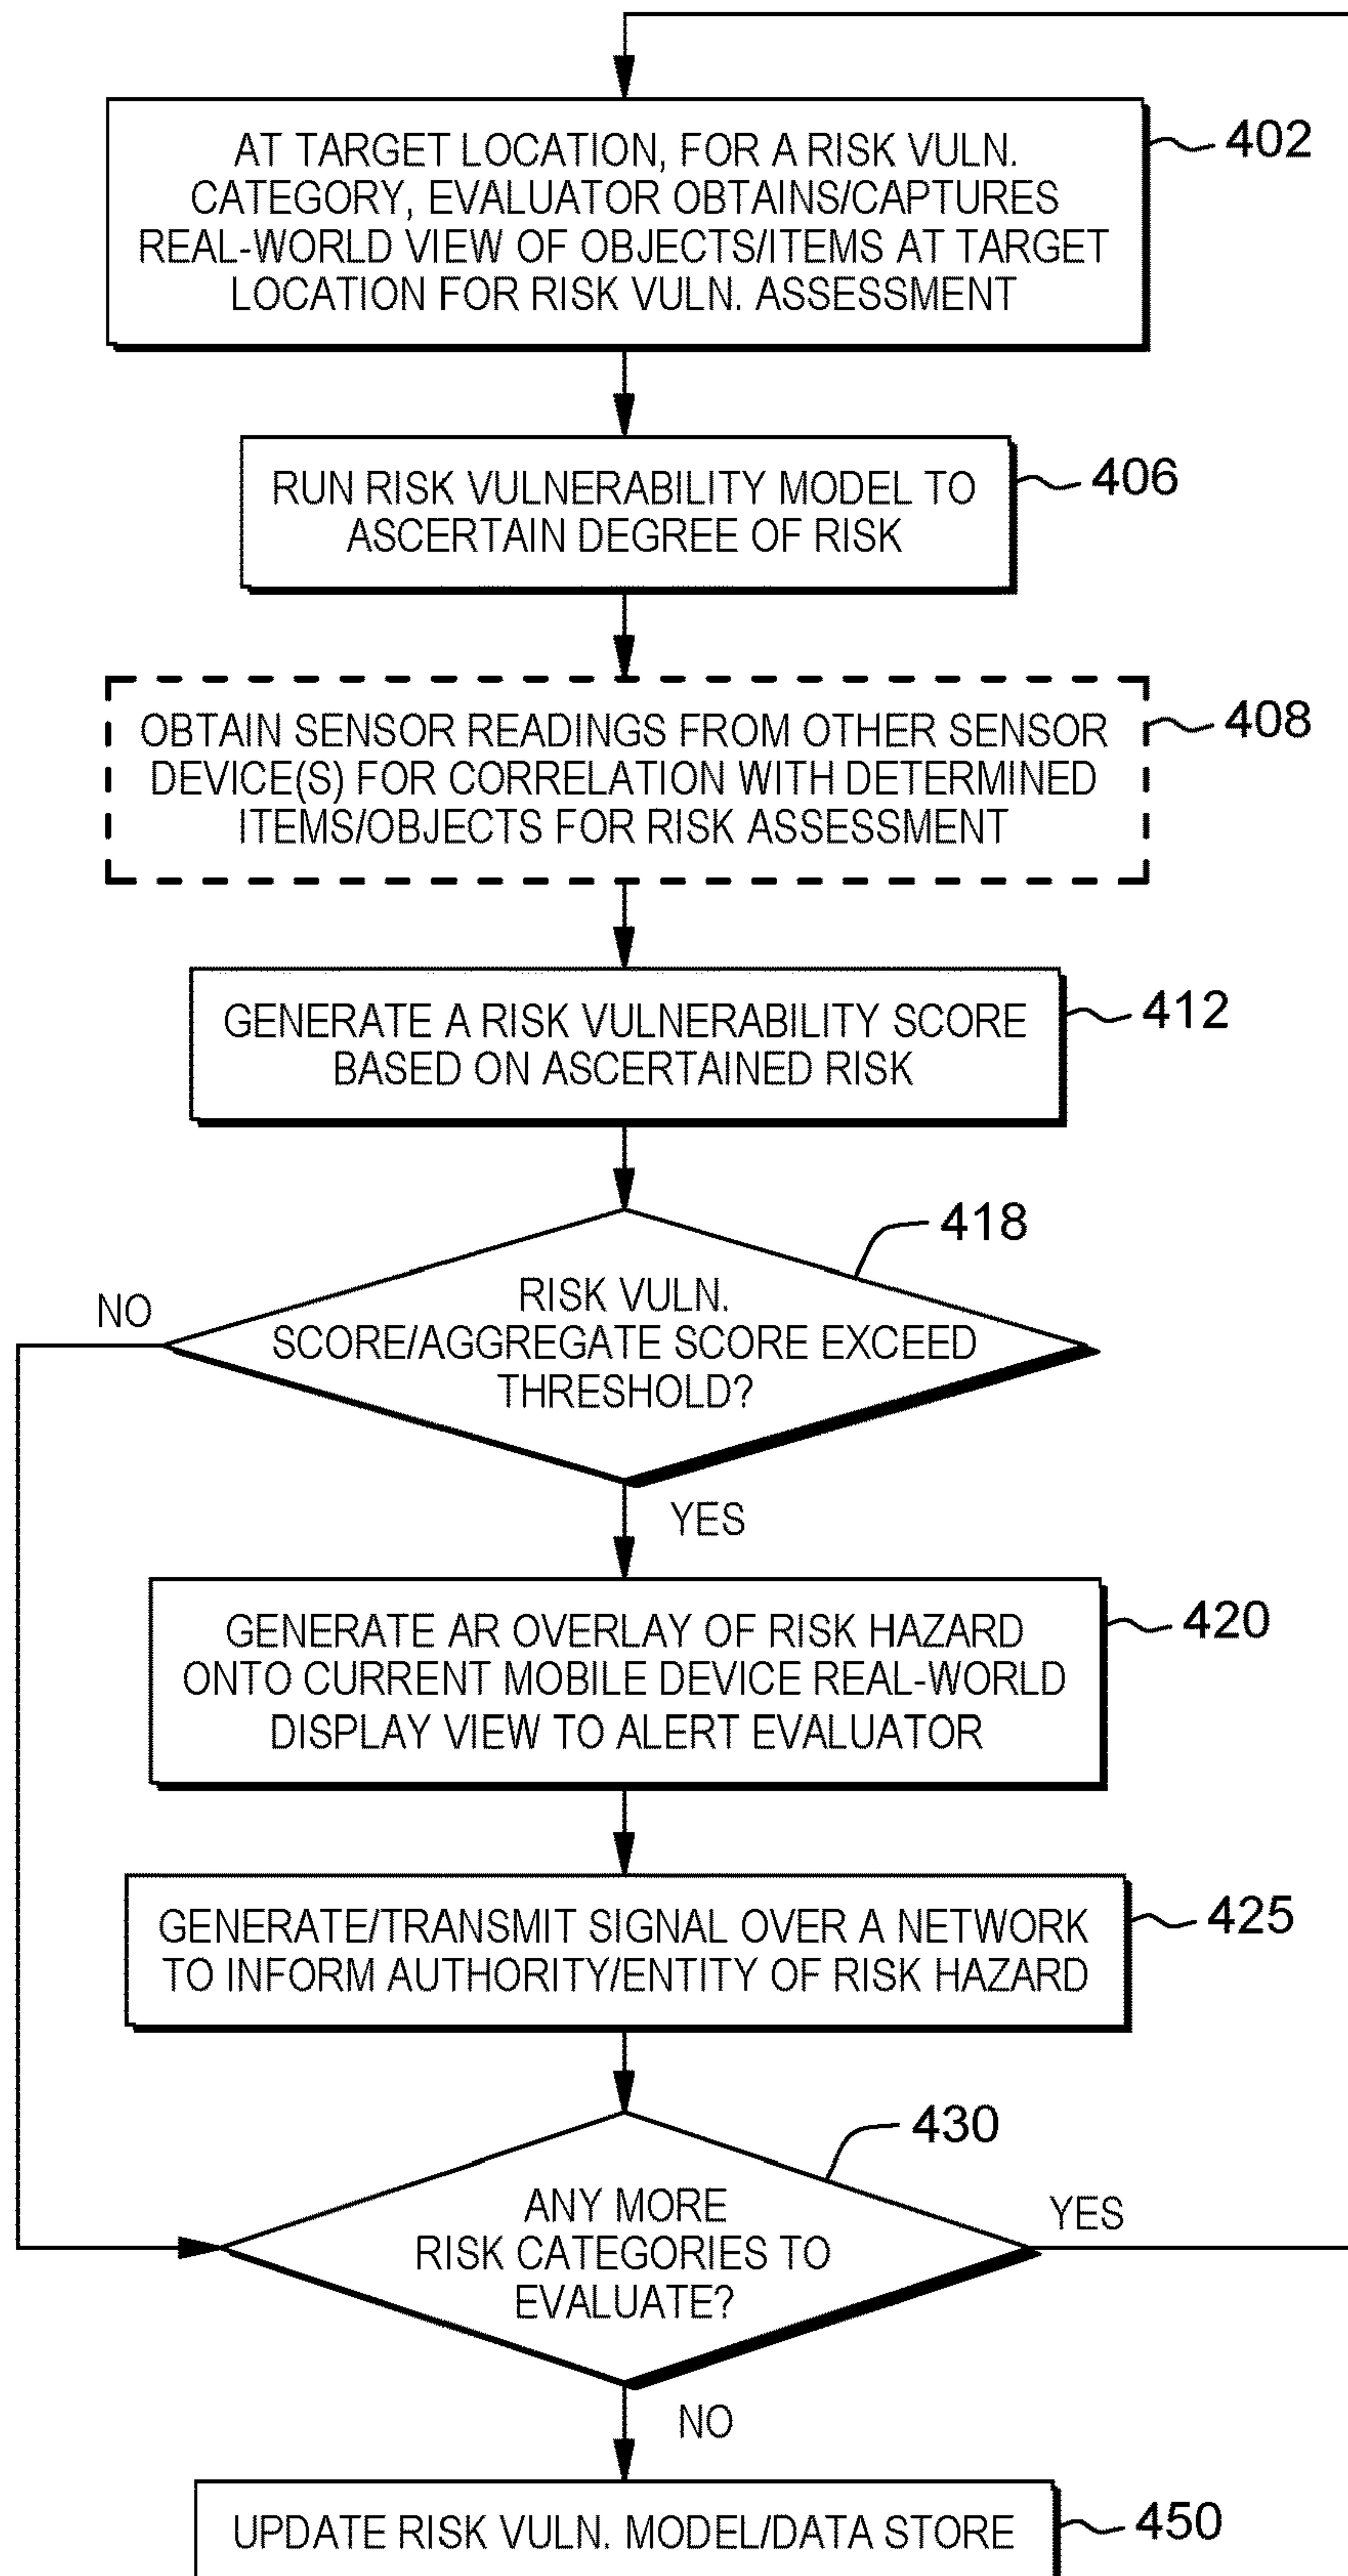 AT TARGET LOCATION, FOR A RISK VULN.
CATEGORY, EVALUATOR OBTAINS/CAPTURES
REAL-WORLD VIEW OF OBJECTS/ITEMS AT TARGET
LOCATION FOR RISK VULN. ASSESSMENT
402
RUN RISK VULNERABILITY MODEL TO
ASCERTAIN DEGREE OF RISK
406
OBTAIN SENSOR READINGS FROM OTHER SENSOR
DEVICE(S) FOR CORRELATION WITH DETERMINED
ITEMS/OBJECTS FOR RISK ASSESSMENT
408
GENERATE A RISK VULNERABILITY SCORE
BASED ON ASCERTAINED RISK
412
RISK VULN.
SCORE/AGGREGATE SCORE EXCEED
THRESHOLD?
418
NO
YES
GENERATE AR OVERLAY OF RISK HAZARD
ONTO CURRENT MOBILE DEVICE REAL-WORLD
DISPLAY VIEW TO ALERT EVALUATOR
420
GENERATE/TRANSMIT SIGNAL OVER A NETWORK
TO INFORM AUTHORITY/ENTITY OF RISK HAZARD
425
ANY MORE
RISK CATEGORIES TO
EVALUATE?
430
YES
NO
UPDATE RISK VULN. MODEL/DATA STORE
450